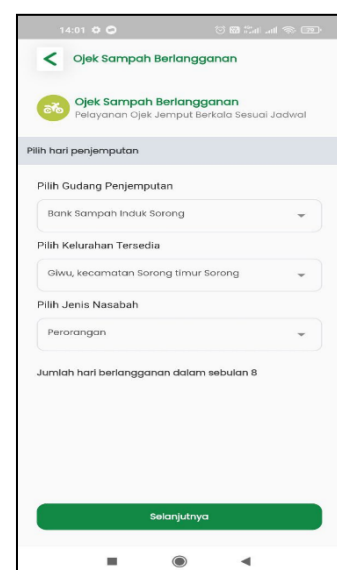 14:01
Ojek Sampah Berlangganan
Ojek Sampah Berlangganan
Pelayanan Ojek Jemput Berkala Sesuai Jadwal
Pilih hari penjemputan
Pilih Gudang Penjemputan
Bank Sampah Induk Sorong
Pilih Kelurahan Tersedia
Giwu, kecamatan Sorong timur Sorong
Pilih Jenis Nasabah
Perorangan
Jumlah hari berlangganan dalam sebulan 8
Selanjutnya